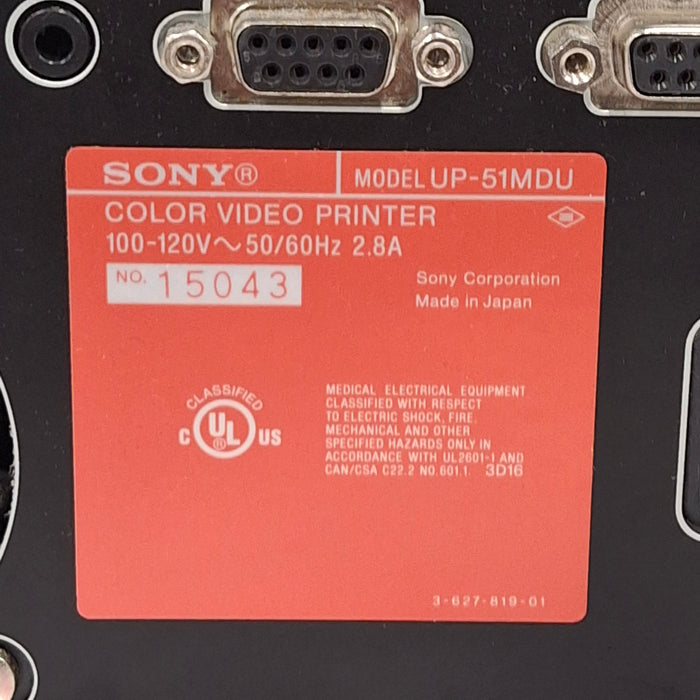 SONY® MODEL UP-51MDU
COLOR VIDEO PRINTER
100-120V～50/60Hz 2.8A
NO. 15043
Sony Corporation
Made in Japan
CLASSIFIED
C UL® US
MEDICAL ELECTRICAL EQUIPMENT
CLASSIFIED WITH RESPECT
TO ELECTRIC SHOCK, FIRE,
MECHANICAL AND OTHER
SPECIFIED HAZARDS ONLY IN
ACCORDANCE WITH UL2601-1 AND
CAN/CSA C22.2 NO.601.1. 3D16
3-627-819-01